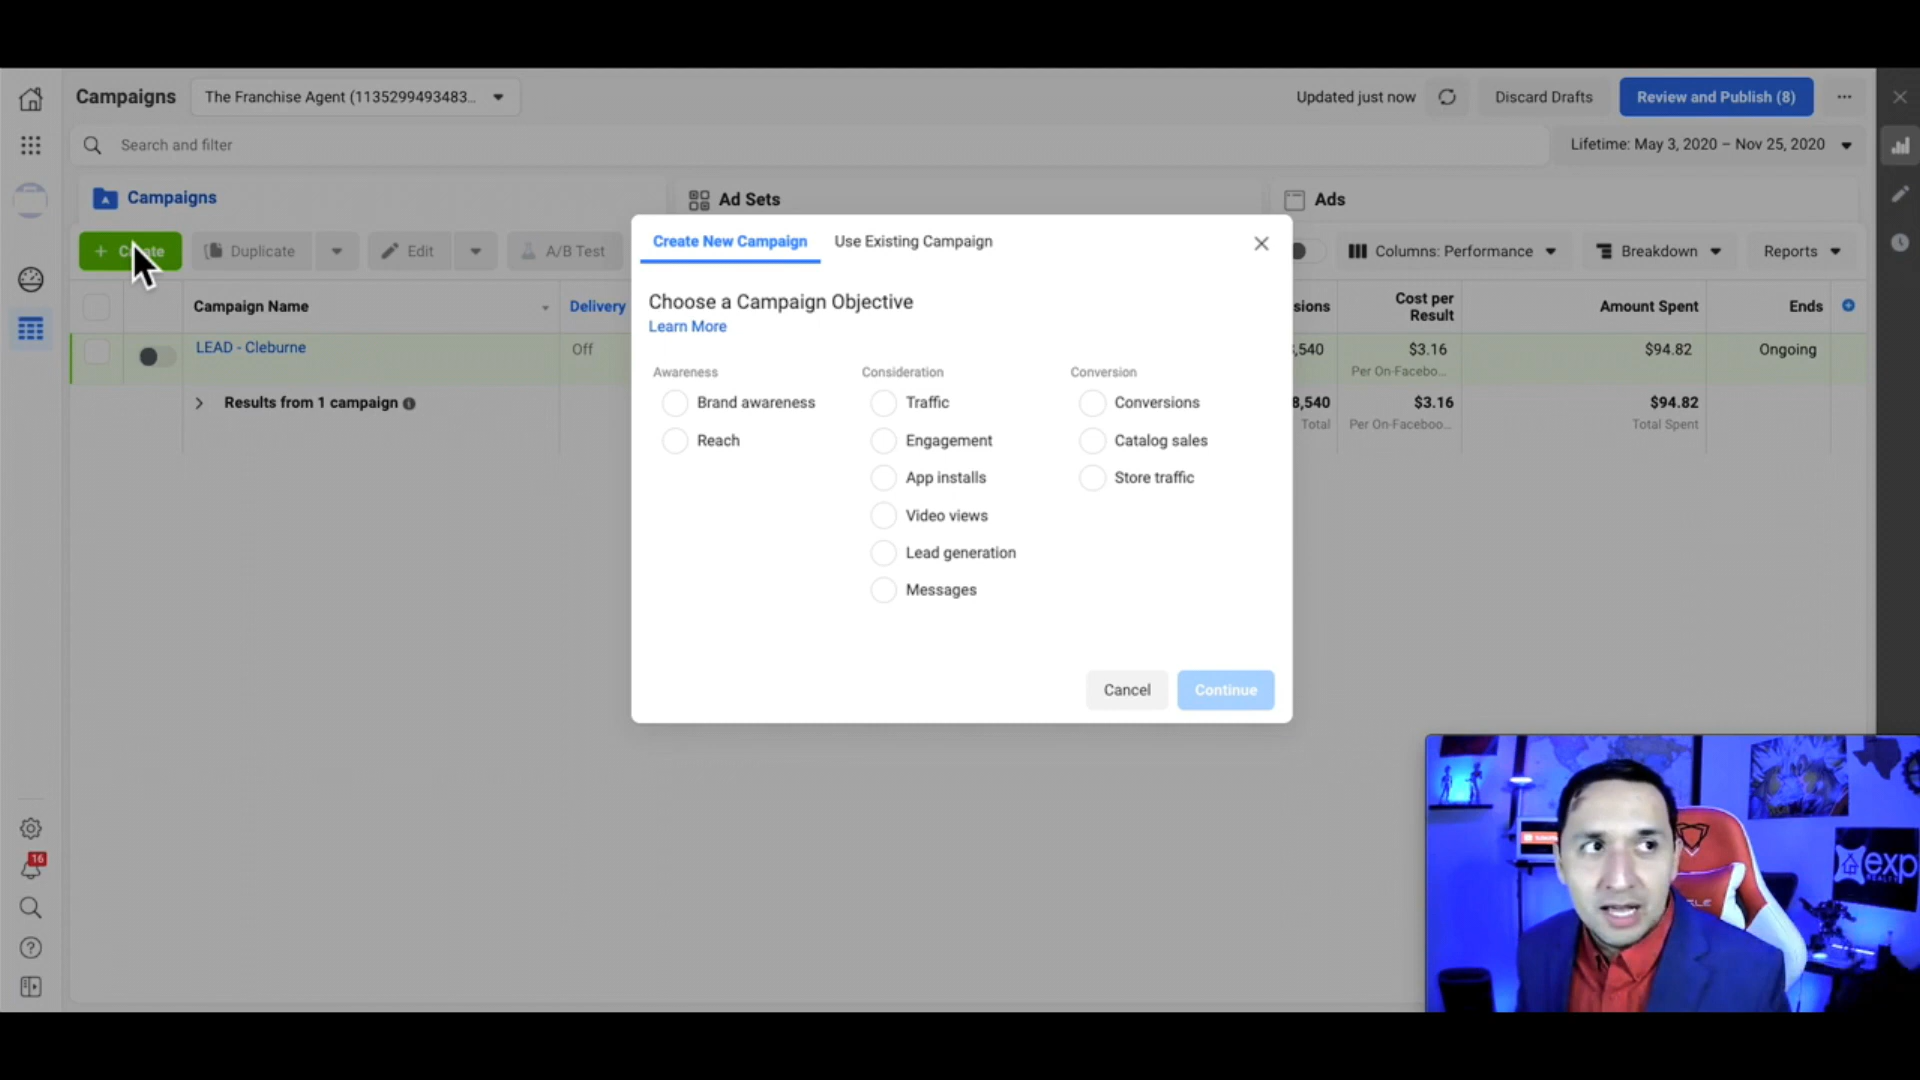 Campaigns
The Franchise Agent (1135299493483...
Updated just now
Discard Drafts
Review and Publish (8)
Search and filter
Lifetime: May 3, 2020 – Nov 25, 2020
Campaigns
Ad Sets
Ads
+ Create
Duplicate
Edit
A/B Test
Columns: Performance
Breakdown
Reports
Campaign Name
Delivery
sions
Cost per
Result
Amount Spent
Ends
LEAD - Cleburne
Off
,540
$3.16
Per On-Facebo...
$94.82
Ongoing
Results from 1 campaign
8,540
Total
$3.16
Per On-Faceboo...
$94.82
Total Spent
Create New Campaign
Use Existing Campaign
Choose a Campaign Objective
Learn More
Awareness
Brand awareness
Reach
Consideration
Traffic
Engagement
App installs
Video views
Lead generation
Messages
Conversion
Conversions
Catalog sales
Store traffic
Cancel
Continue
16
exp
REALTY